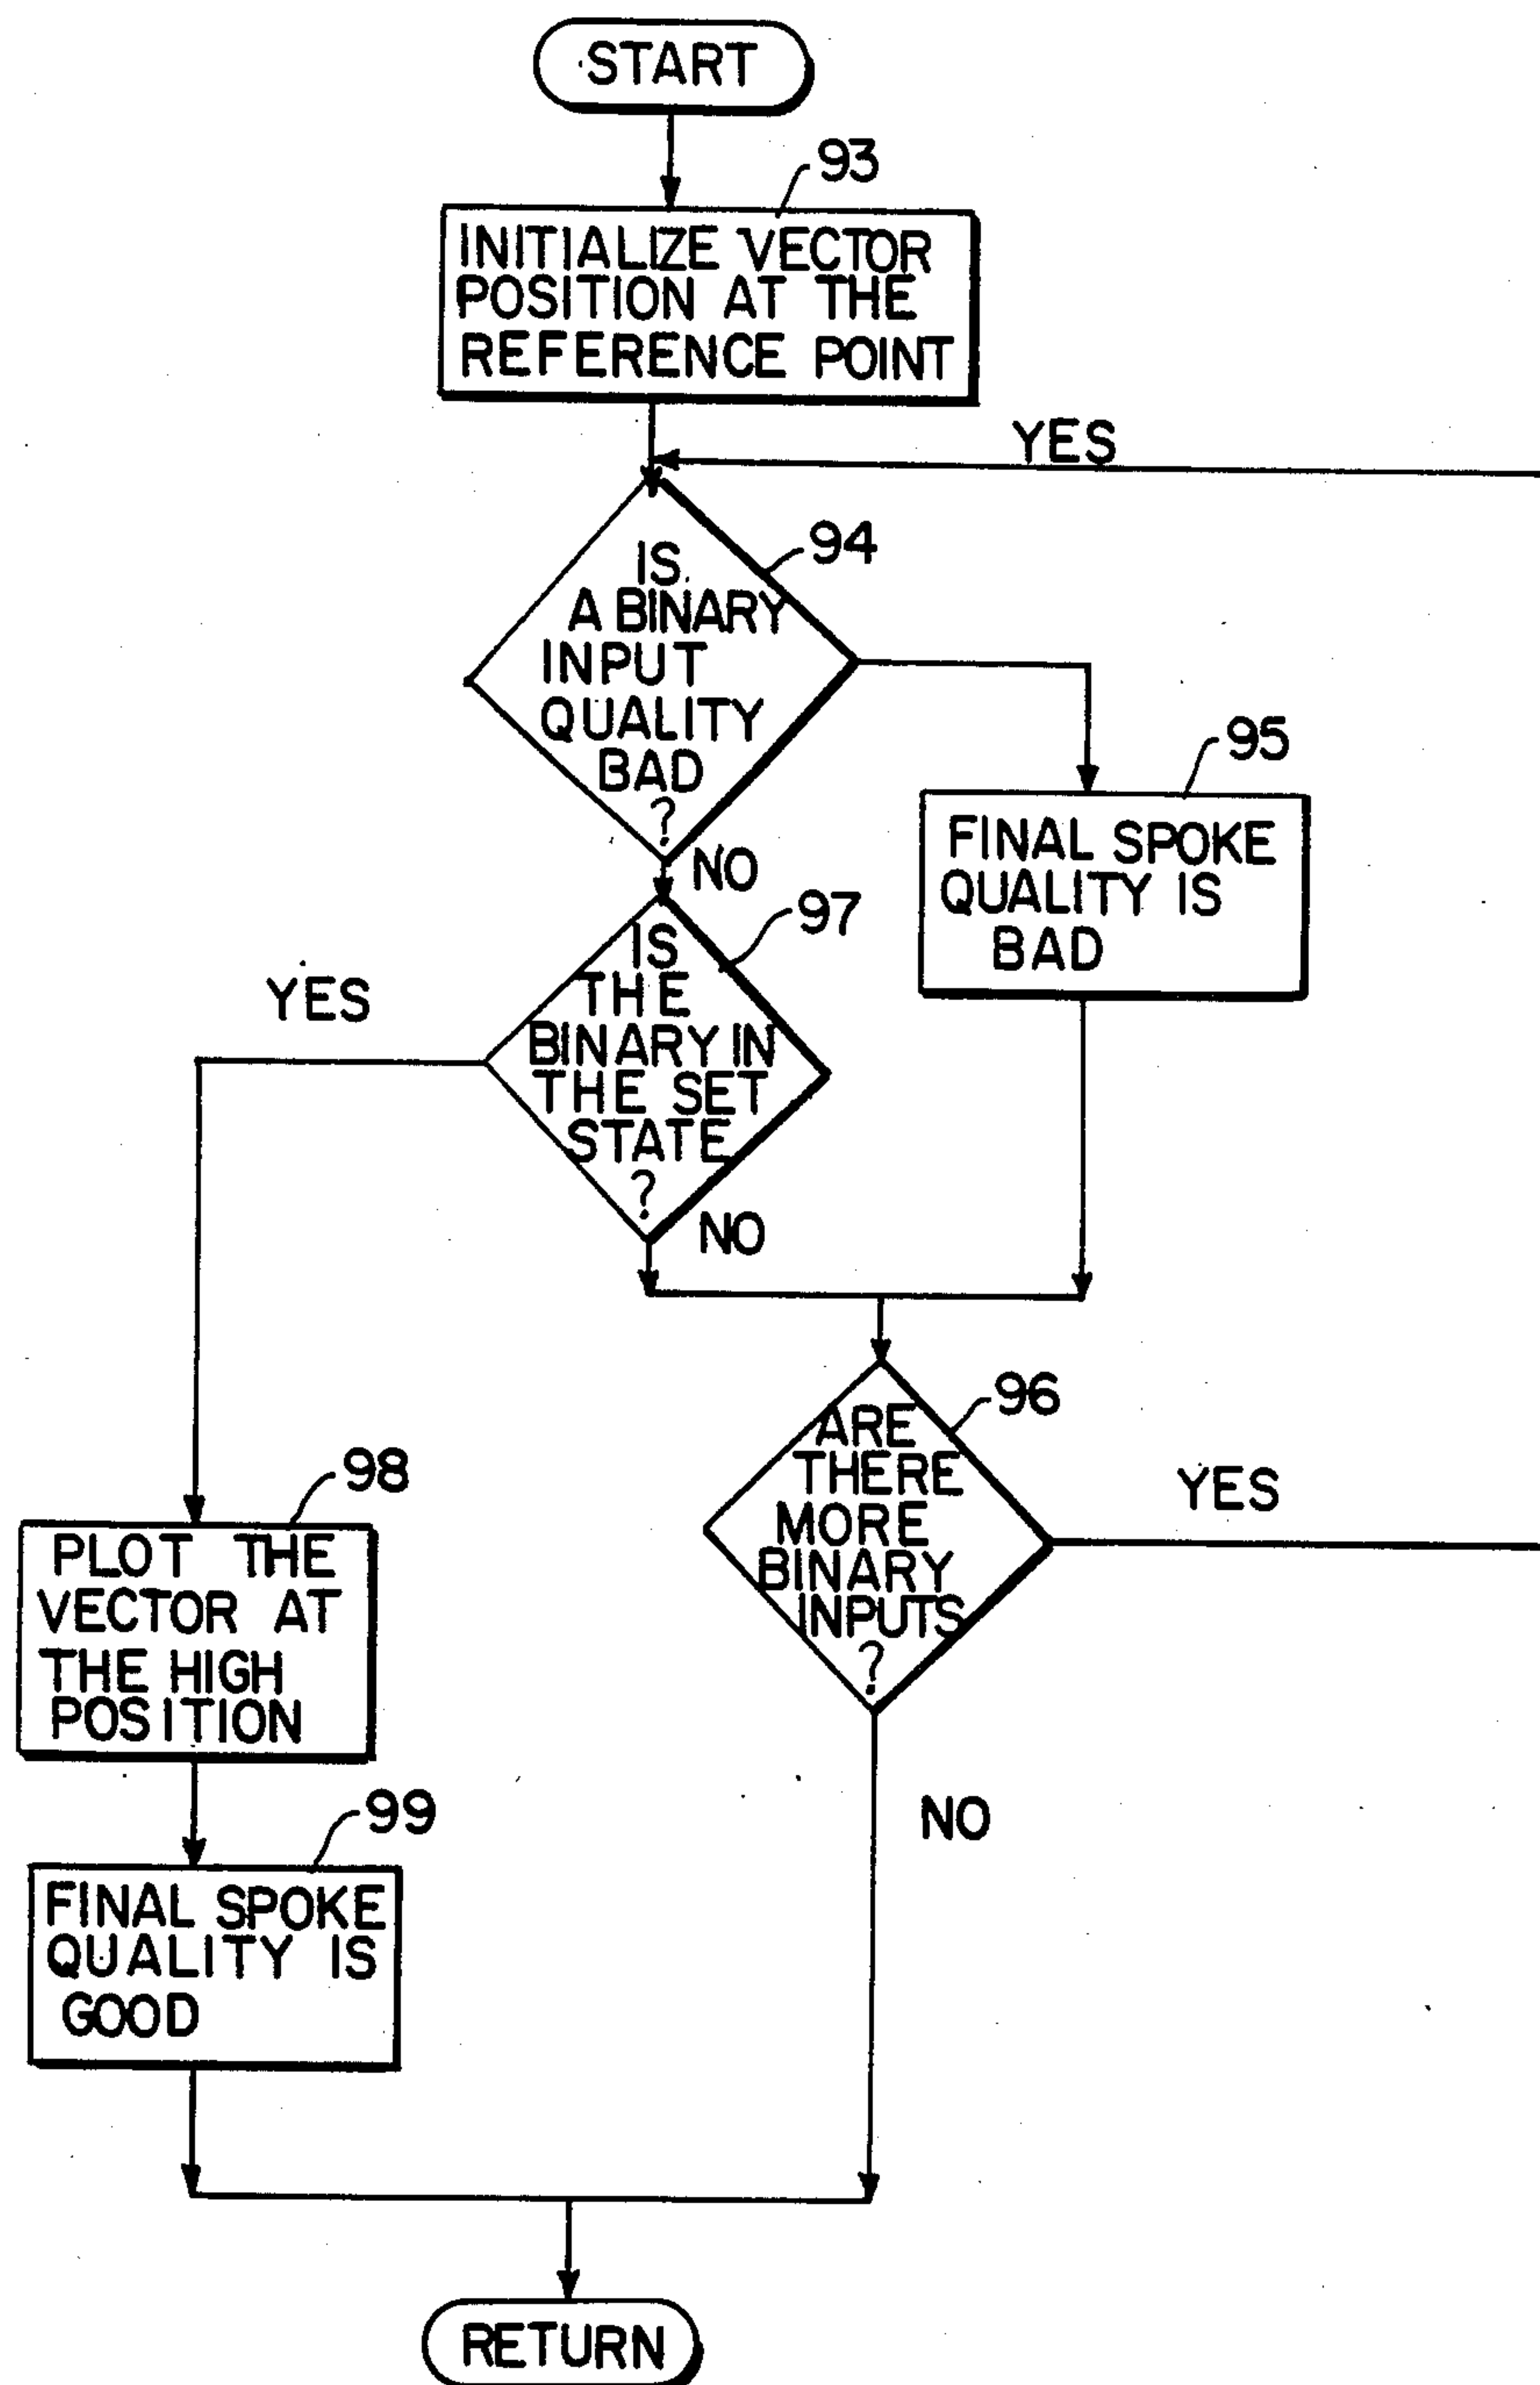 START
93
INITIALIZE VECTOR
POSITION AT THE
REFERENCE POINT
YES
94
IS
A BINARY
INPUT
QUALITY
BAD
?
NO
95
FINAL SPOKE
QUALITY IS
BAD
97
IS
THE
BINARY IN
THE SET
STATE
?
YES
NO
96
ARE
THERE
MORE
BINARY
INPUTS
?
YES
NO
98
PLOT THE
VECTOR AT
THE HIGH
POSITION
99
FINAL SPOKE
QUALITY IS
GOOD
RETURN